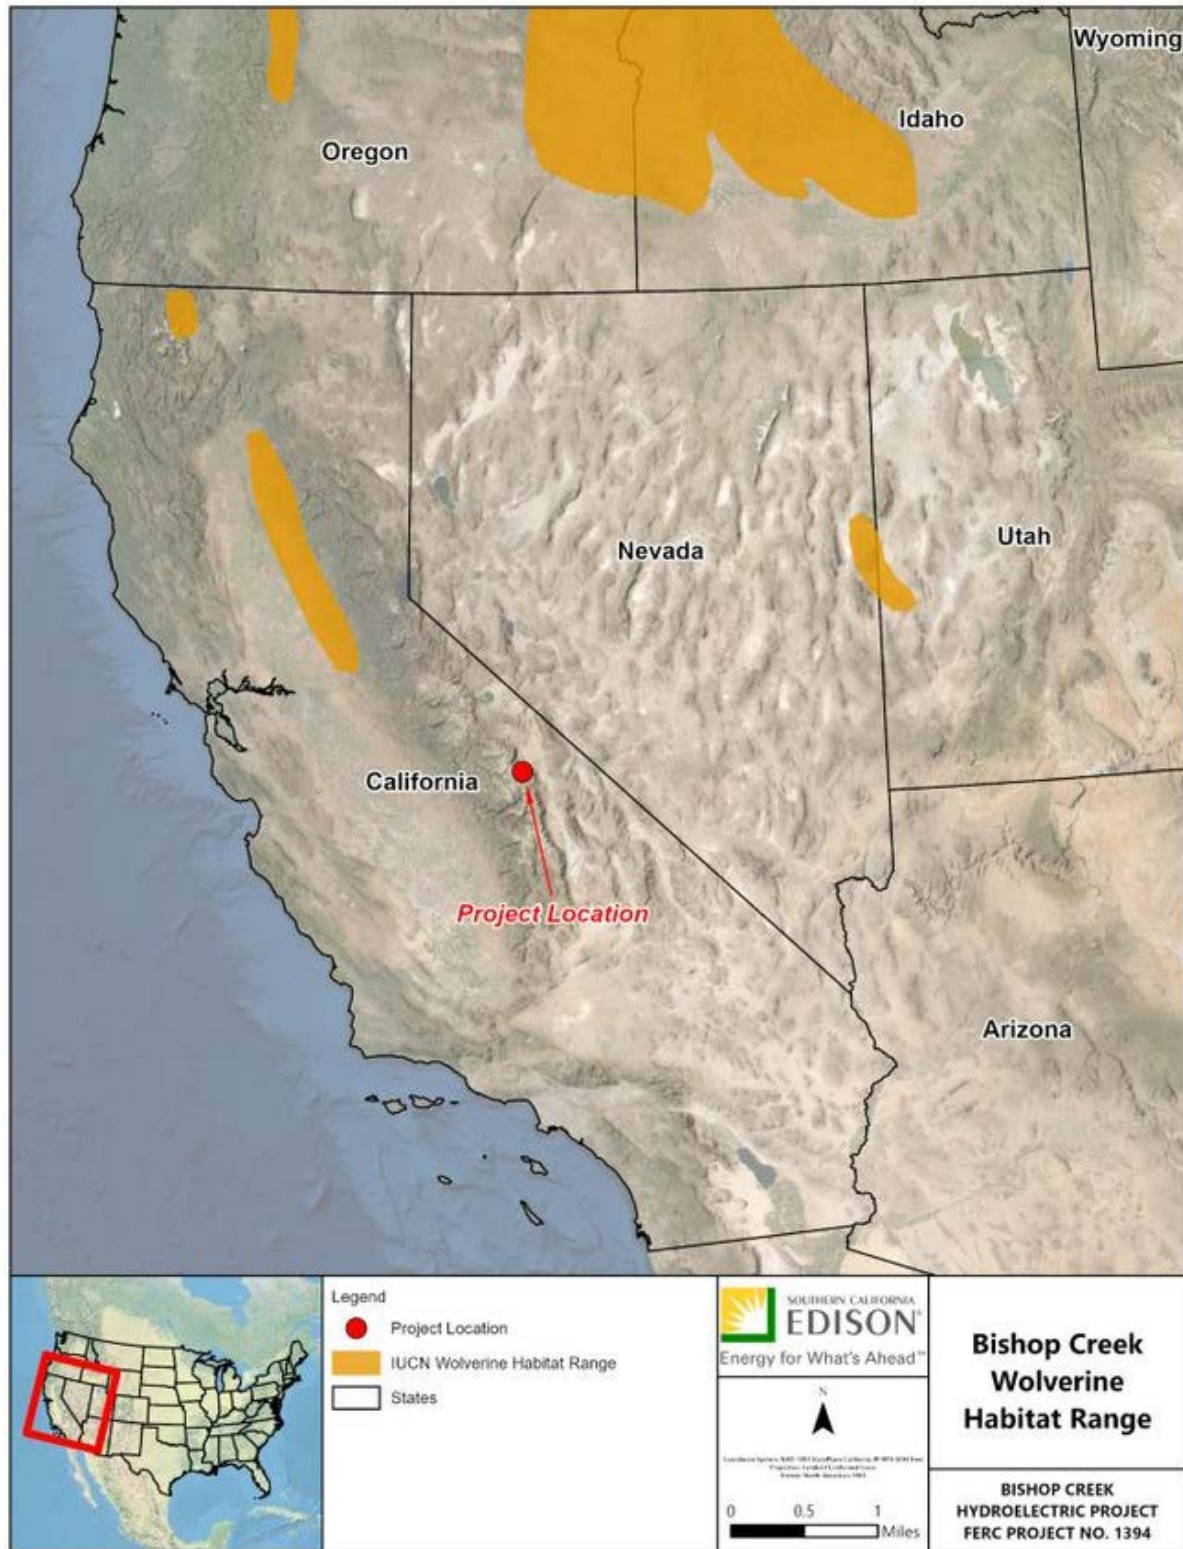 Wyoming
Idaho
Oregon
Nevada
Utah
California
Project Location
Arizona
Legend
Project Location
IUCN Wolverine Habitat Range
States
SOUTHERN CALIFORNIA
EDISON®
Energy for What's Ahead℠
N
0 0.5 1
Miles
Bishop Creek
Wolverine
Habitat Range
BISHOP CREEK
HYDROELECTRIC PROJECT
FERC PROJECT NO. 1394